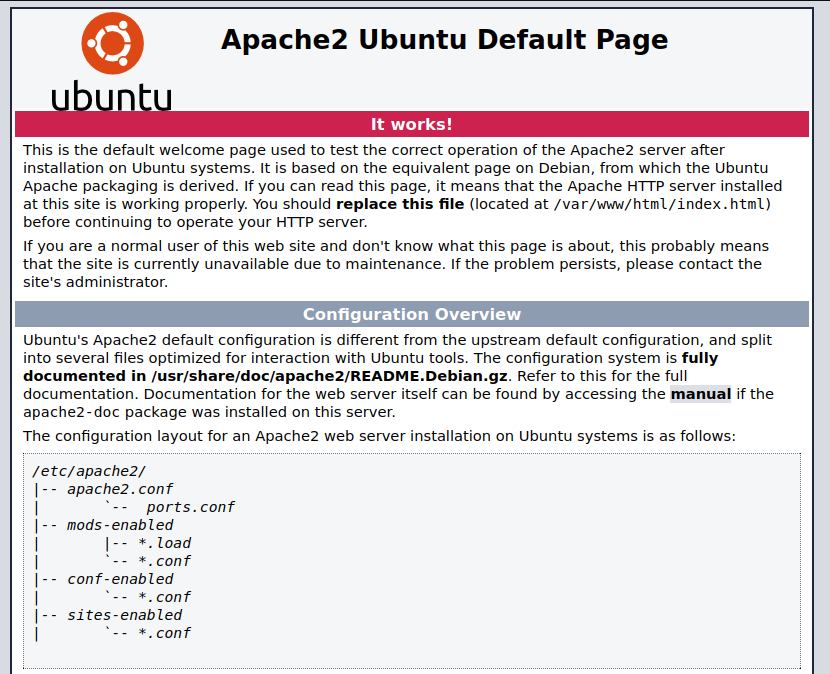 ubuntu
Apache2 Ubuntu Default Page
It works!
This is the default welcome page used to test the correct operation of the Apache2 server after
installation on Ubuntu systems. It is based on the equivalent page on Debian, from which the Ubuntu
Apache packaging is derived. If you can read this page, it means that the Apache HTTP server installed
at this site is working properly. You should replace this file (located at /var/www/html/index.html)
before continuing to operate your HTTP server.
If you are a normal user of this web site and don't know what this page is about, this probably means
that the site is currently unavailable due to maintenance. If the problem persists, please contact the
site's administrator.
Configuration Overview
Ubuntu's Apache2 default configuration is different from the upstream default configuration, and split
into several files optimized for interaction with Ubuntu tools. The configuration system is fully
documented in /usr/share/doc/apache2/README.Debian.gz. Refer to this for the full
documentation. Documentation for the web server itself can be found by accessing the manual if the
apache2-doc package was installed on this server.
The configuration layout for an Apache2 web server installation on Ubuntu systems is as follows:
/etc/apache2/
|-- apache2.conf
|       `--  ports.conf
|-- mods-enabled
|       |-- *.load
|       `-- *.conf
|-- conf-enabled
|       `-- *.conf
|-- sites-enabled
|       `-- *.conf